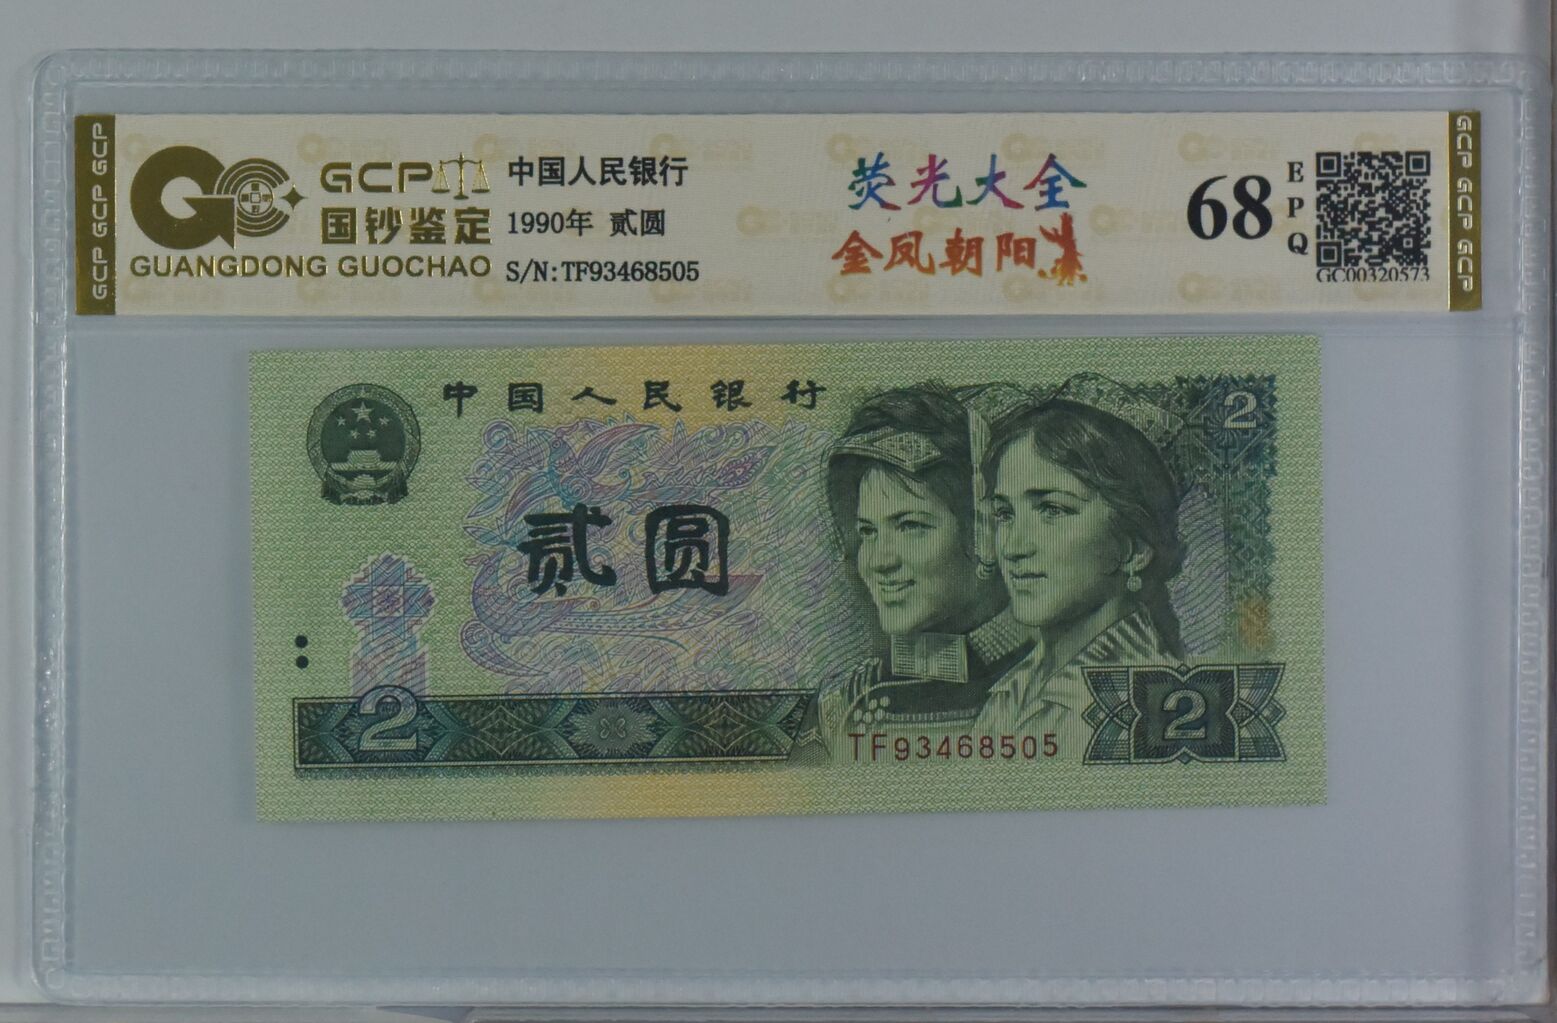 GCP GCP GCP
GCP
国钞鉴定
GUANGDONG GUOCHAO
中国人民银行
1990年 贰圆
S/N:TF93468505
荧光大全
金凤朝阳
68
EPQ
GC00320573
GCP GCP GCP
中国人民银行
2
贰圆
2
TF93468505
2